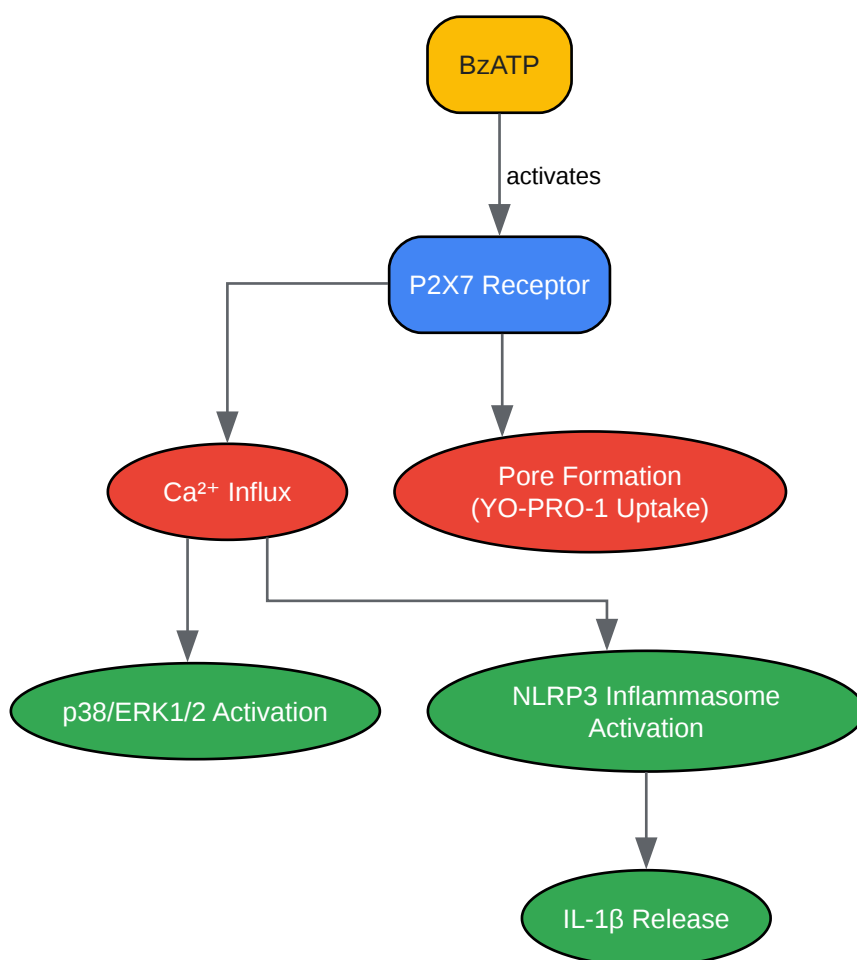 BzATP
activates
P2X7 Receptor
Ca²⁺ Influx
Pore Formation
(YO-PRO-1 Uptake)
p38/ERK1/2 Activation
NLRP3 Inflammasome
Activation
IL-1β Release